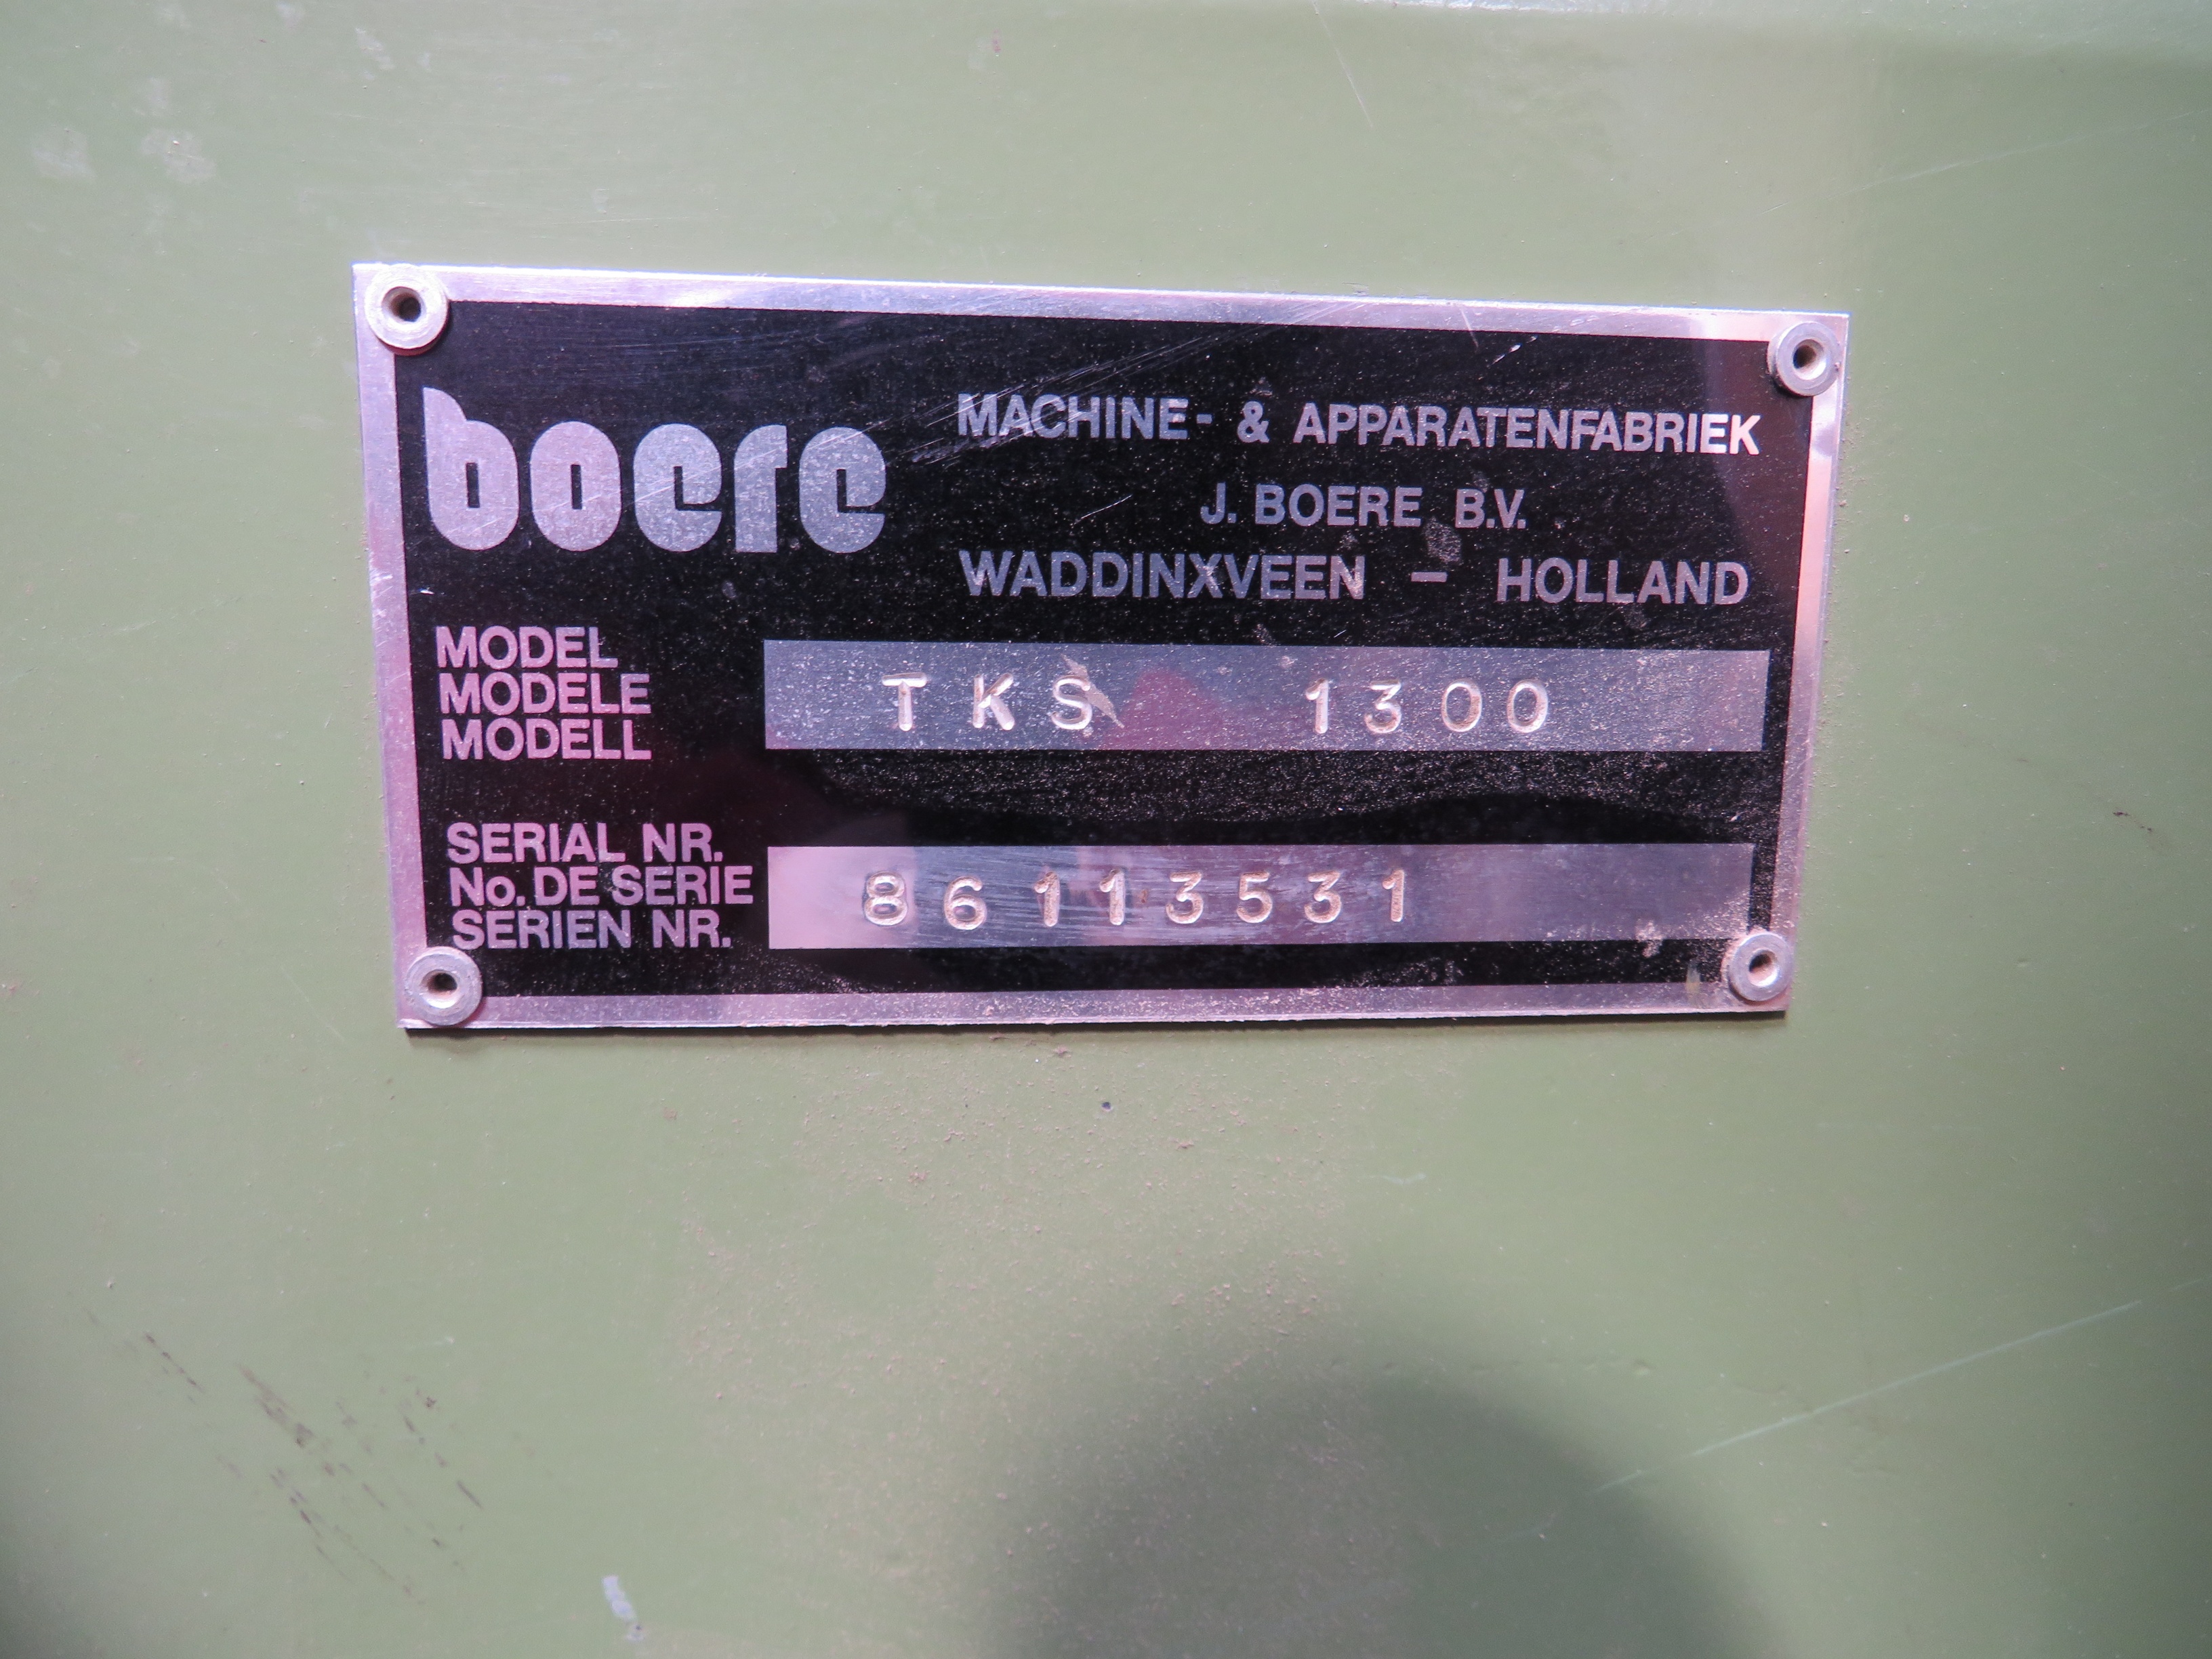 boere
MACHINE- & APPARATENFABRIEK
J. BOERE B.V.
WADDINXVEEN – HOLLAND
MODEL
MODELE
MODELL
TKS 1300
SERIAL NR.
No. DE SERIE
SERIEN NR.
86113531